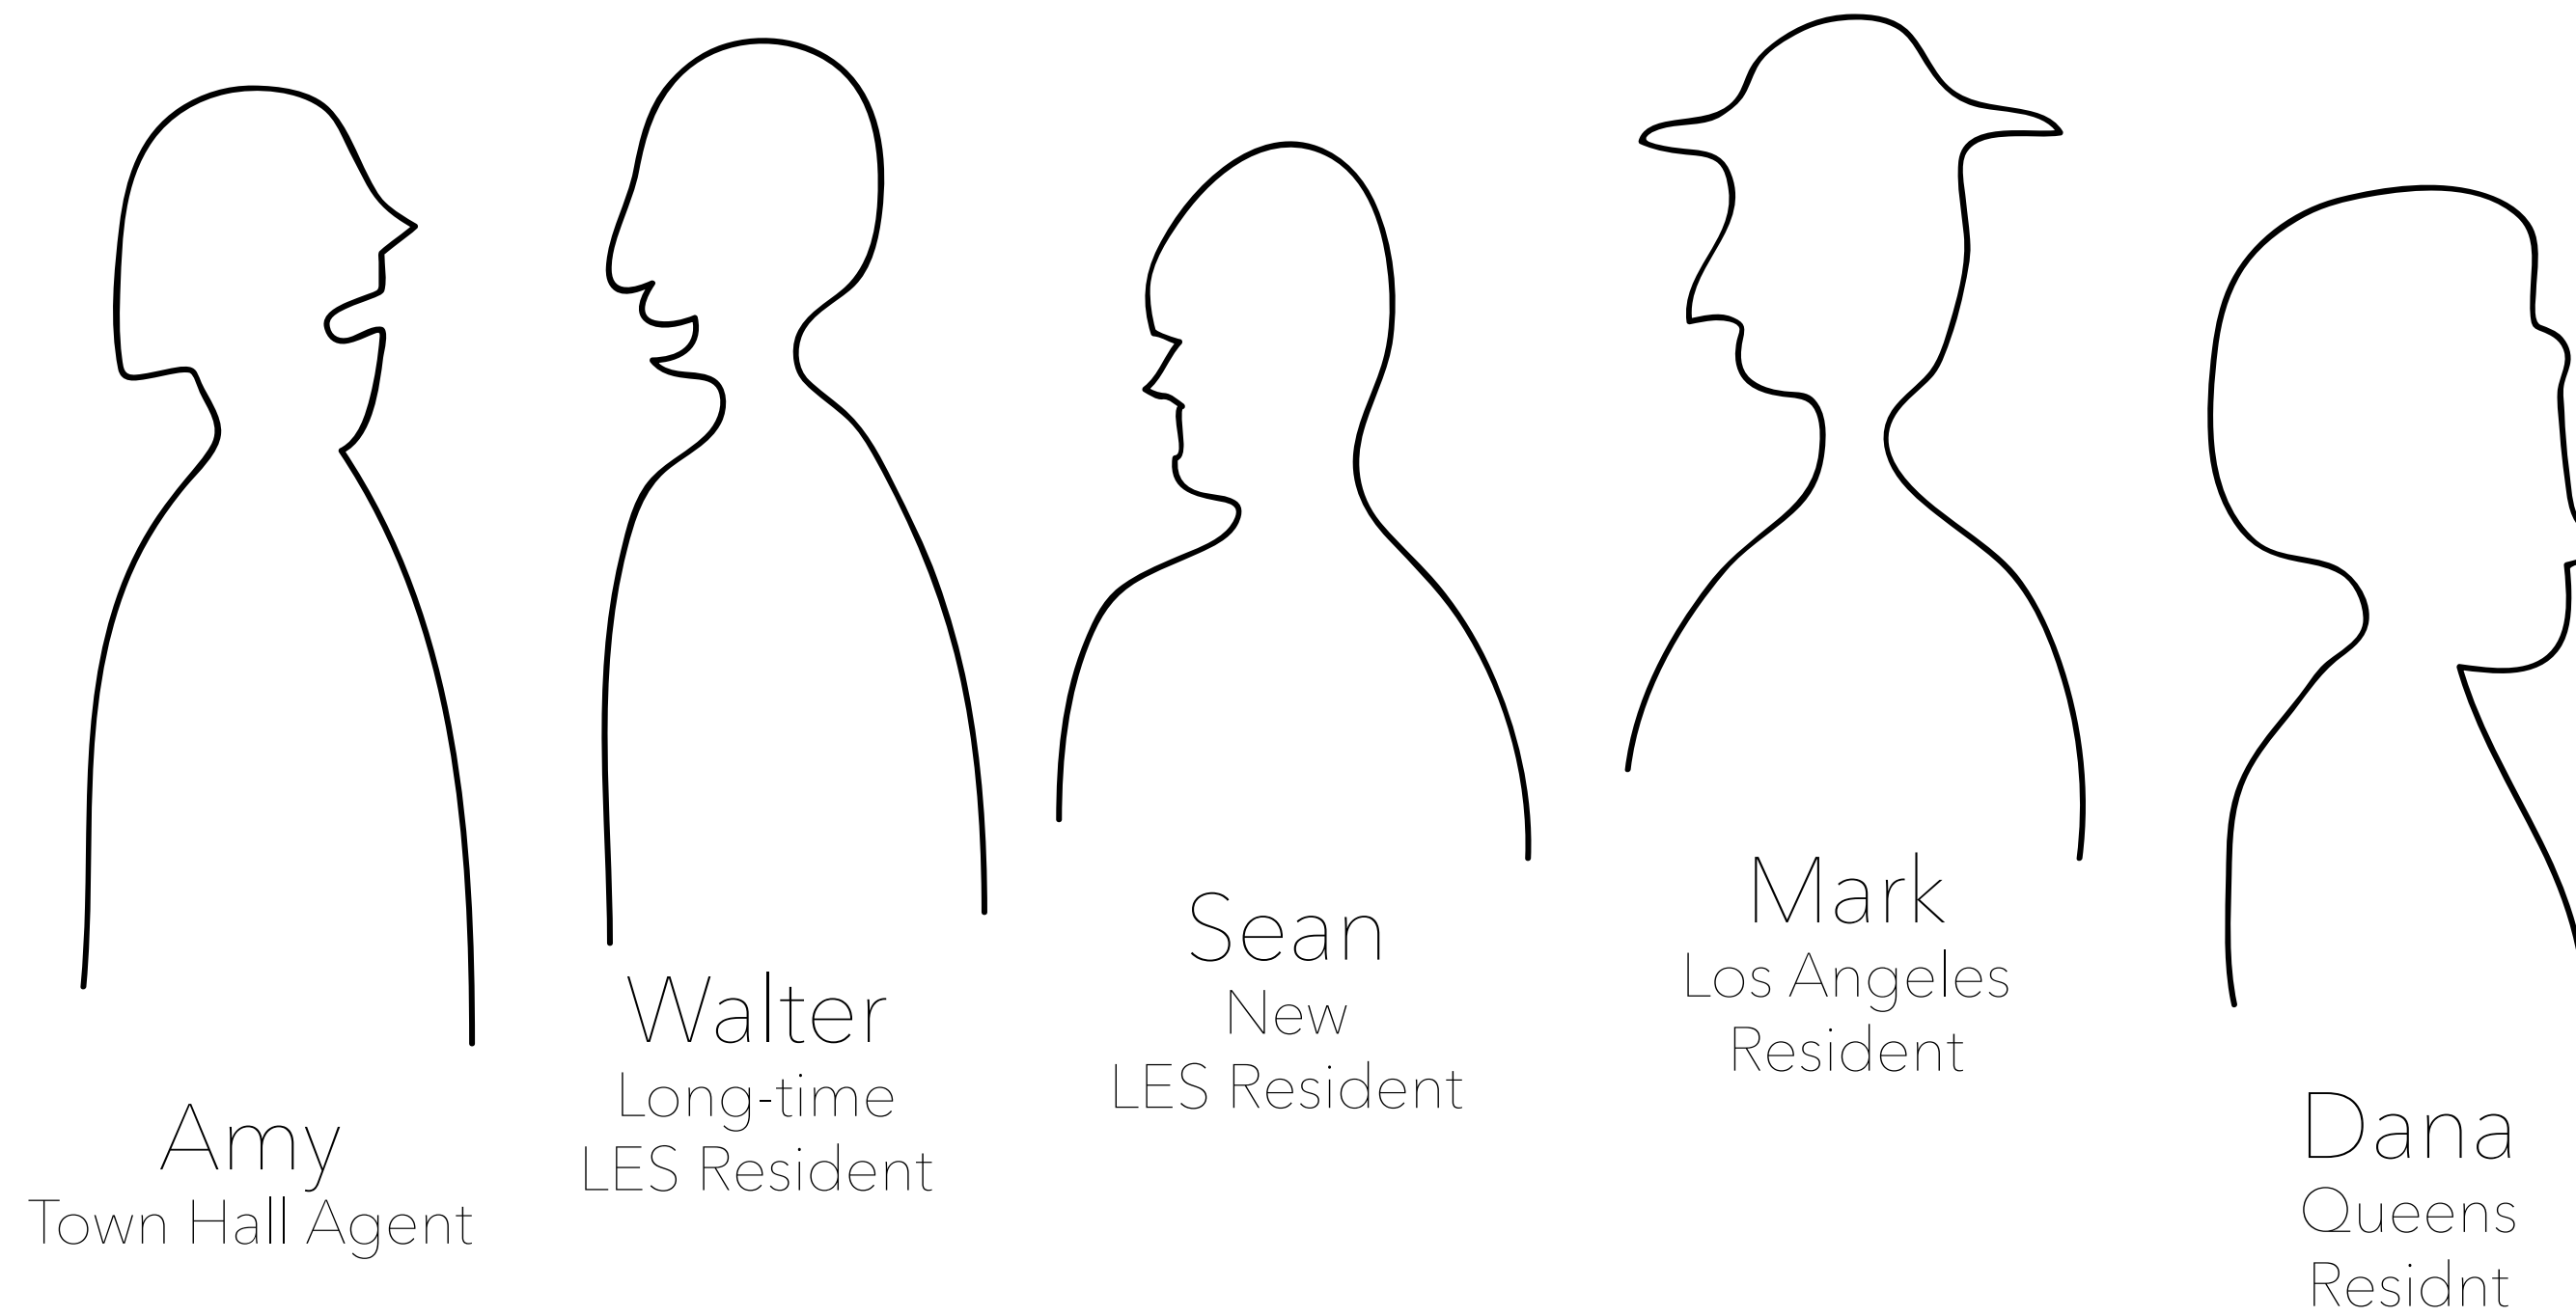 Amy
Town Hall Agent
Walter
Long-time
LES Resident
Sean
New
LES Resident
Mark
Los Angeles
Resident
Dana
Queens
Residnt